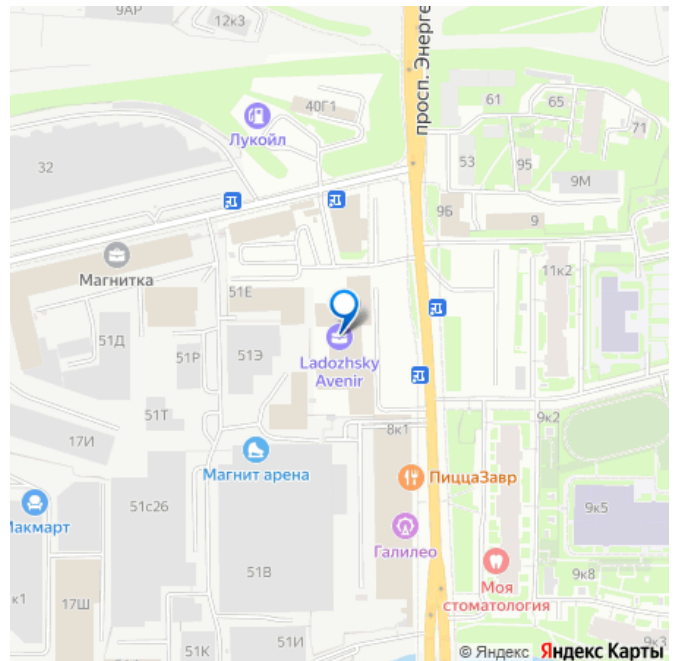 9АР
12к3
просп. Энерге
40Г1
Лукойл
61
65
71
32
53
95
9М
9Б
9
Магнитка
11к2
51Е
51Д
51Р
51Э
Ladozhsky
Avenir
51Т
17И
8к1
9к2
Магнит арена
ПиццаЗавр
51с26
Макмарт
9к5
Галилео
51В
9к8
Моя
стоматология
к1
17Ш
51К
51И
9к3
© Яндекс Яндекс Карты